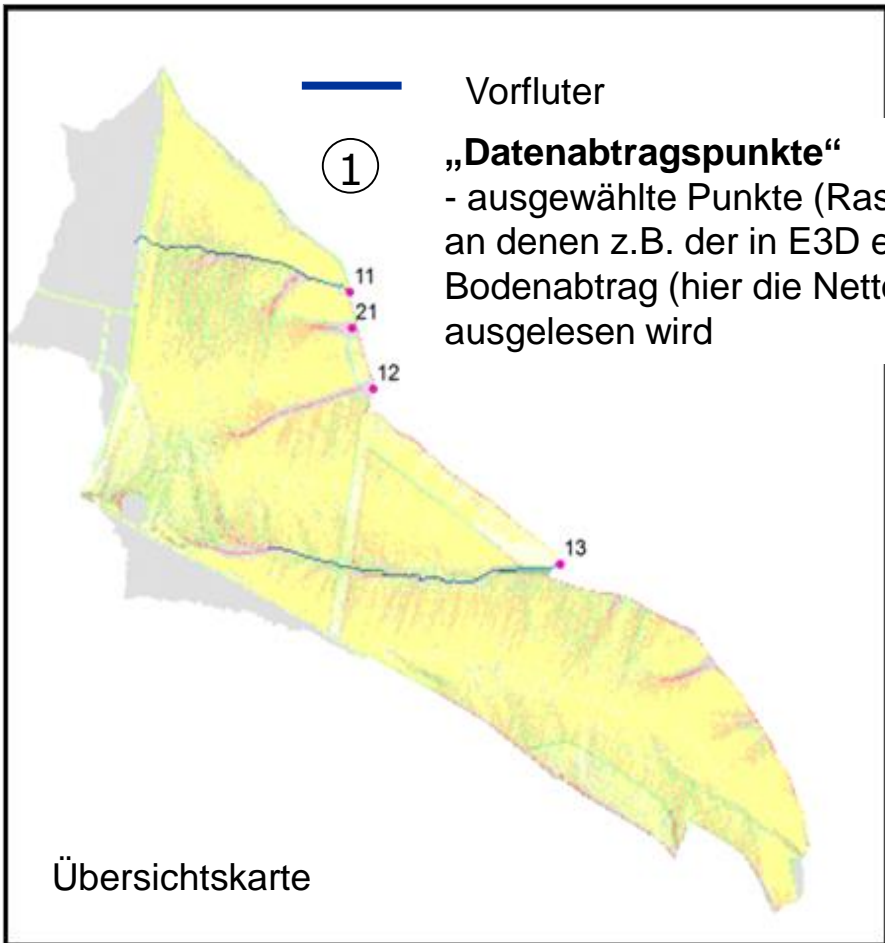 Vorfluter
1
„Datenabtragspunkte“
- ausgewählte Punkte (Ras
an denen z.B. der in E3D e
Bodenabtrag (hier die Nette
ausgelesen wird
11
21
12
13
Übersichtskarte